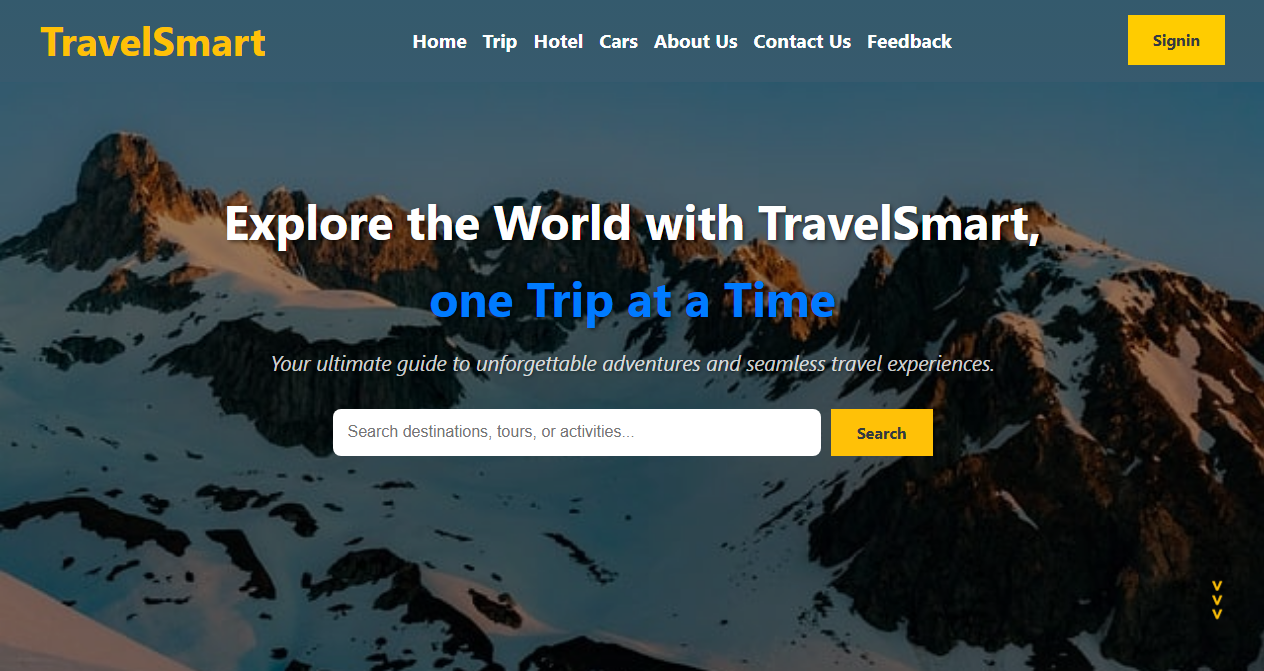 TravelSmart
Home Trip Hotel Cars About Us Contact Us Feedback
Signin
Explore the World with TravelSmart,
one Trip at a Time
Your ultimate guide to unforgettable adventures and seamless travel experiences.
Search destinations, tours, or activities...
Search